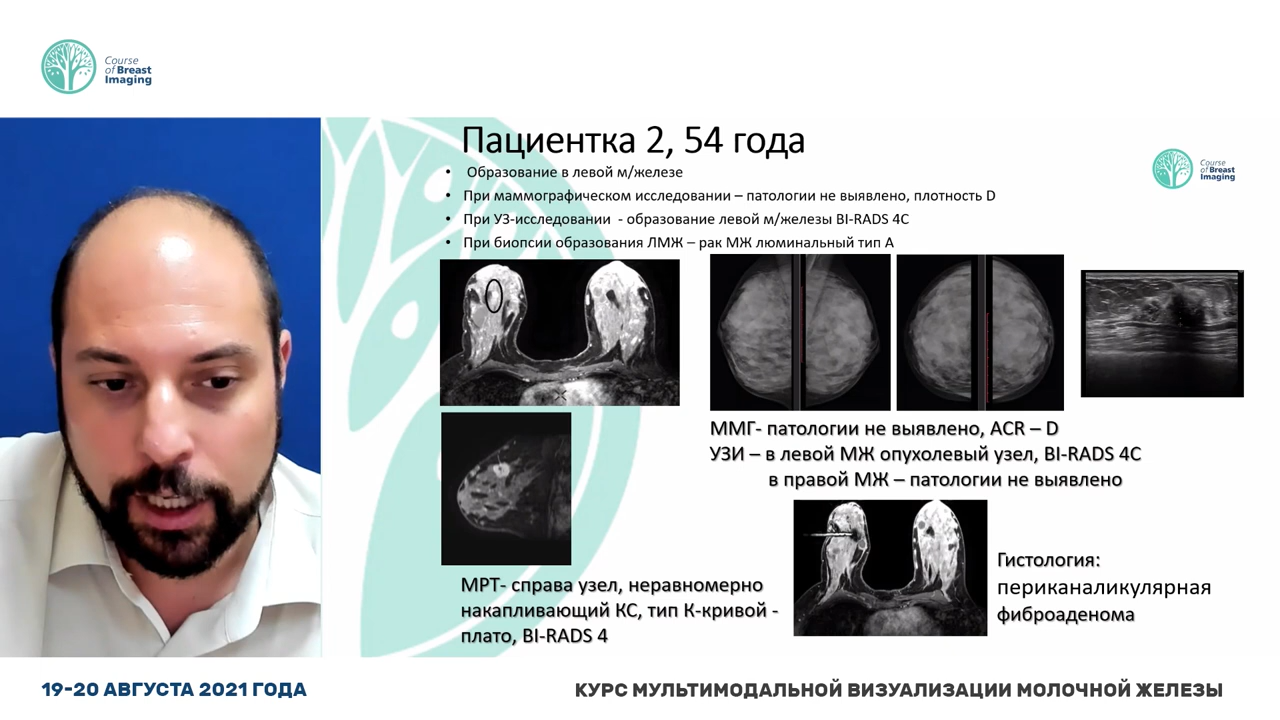 Course
of Breast
Imaging
Пациентка 2, 54 года
Course
of Breast
Imaging
• Образование в левой м/железе
• При маммографическом исследовании – патологии не выявлено, плотность D
• При УЗ-исследовании - образование левой м/железы BI-RADS 4C
• При биопсии образования ЛМЖ – рак МЖ люминальный тип А
ММГ- патологии не выявлено, ACR – D
УЗИ – в левой МЖ опухолевый узел, BI-RADS 4C
в правой МЖ – патологии не выявлено
МРТ- справа узел, неравномерно
накапливающий КС, тип К-кривой -
плато, BI-RADS 4
Гистология:
периканаликулярная
фиброаденома
19-20 АВГУСТА 2021 ГОДА
КУРС МУЛЬТИМОДАЛЬНОЙ ВИЗУАЛИЗАЦИИ МОЛОЧНОЙ ЖЕЛЕЗЫ